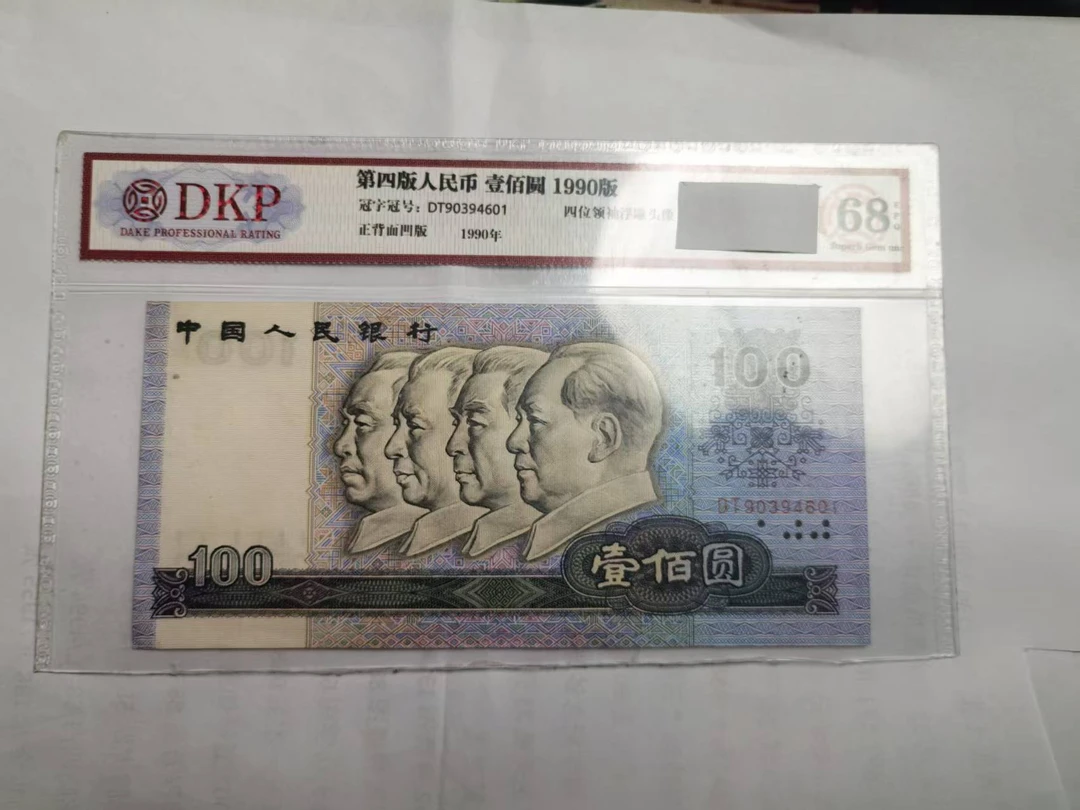 DKP
DAKE PROFESSIONAL RATING
第四版人民币 壹佰圓 1990版
冠字冠号: DT90394601
四位领袖浮雕头像
正背面凹版 1990年
68
中国人民银行
100
DT90394601
100
壹佰圆